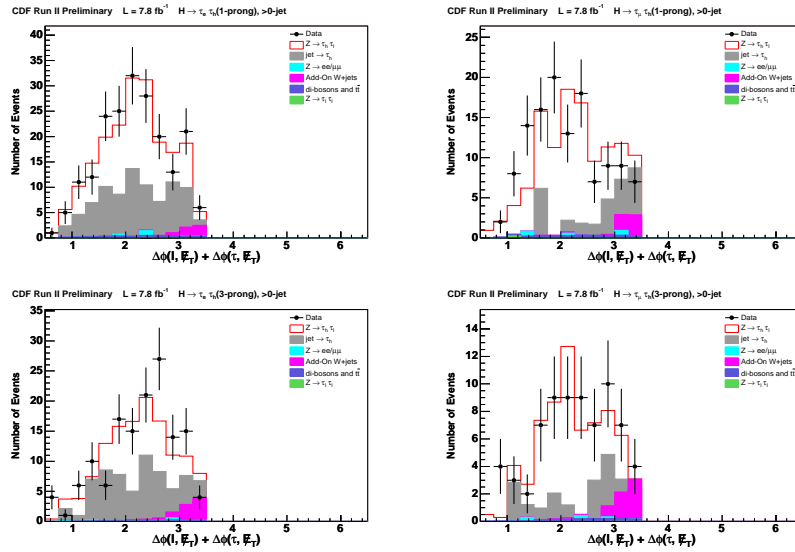 CDF Run II Preliminary L = 7.8 fb⁻¹ H → τₑ τₕ(1-prong), >0-jet
Number of Events
40
35
30
25
20
15
10
5
0
Data
Z → τₕ τₗ
jet → τₕ
Z → ee/μμ
Add-On W+jets
di-bosons and tt̄
Z → τₗ τₗ
1 2 3 4 5 6
Δϕ(l, E̸_T) + Δϕ(τ, E̸_T)
CDF Run II Preliminary L = 7.8 fb⁻¹ H → τ_μ τₕ(1-prong), >0-jet
Number of Events
25
20
15
10
5
0
Data
Z → τₕ τₗ
jet → τₕ
Z → ee/μμ
Add-On W+jets
di-bosons and tt̄
Z → τₗ τₗ
1 2 3 4 5 6
Δϕ(l, E̸_T) + Δϕ(τ, E̸_T)
CDF Run II Preliminary L = 7.8 fb⁻¹ H → τₑ τₕ(3-prong), >0-jet
Number of Events
35
30
25
20
15
10
5
0
Data
Z → τₕ τₗ
jet → τₕ
Z → ee/μμ
Add-On W+jets
di-bosons and tt̄
Z → τₗ τₗ
1 2 3 4 5 6
Δϕ(l, E̸_T) + Δϕ(τ, E̸_T)
CDF Run II Preliminary L = 7.8 fb⁻¹ H → τ_μ τₕ(3-prong), >0-jet
Number of Events
14
12
10
8
6
4
2
0
Data
Z → τₕ τₗ
jet → τₕ
Z → ee/μμ
Add-On W+jets
di-bosons and tt̄
Z → τₗ τₗ
1 2 3 4 5 6
Δϕ(l, E̸_T) + Δϕ(τ, E̸_T)